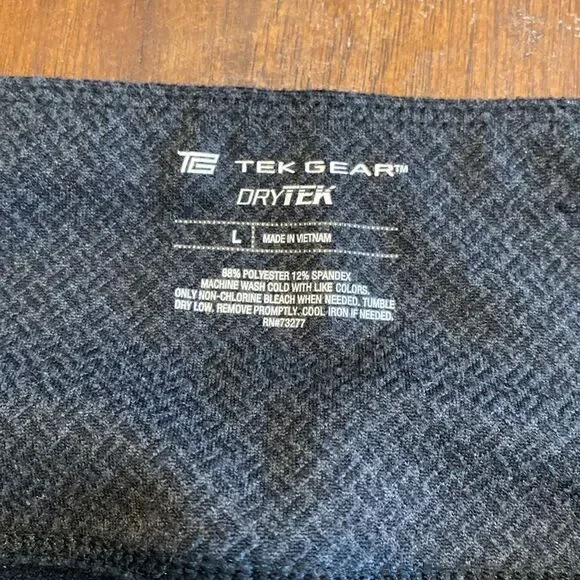 TG TEK GEAR™
DRYTEK
L MADE IN VIETNAM
88% POLYESTER 12% SPANDEX
MACHINE WASH COLD WITH LIKE COLORS.
ONLY NON-CHLORINE BLEACH WHEN NEEDED. TUMBLE
DRY LOW. REMOVE PROMPTLY. COOL IRON IF NEEDED.
RN#73277